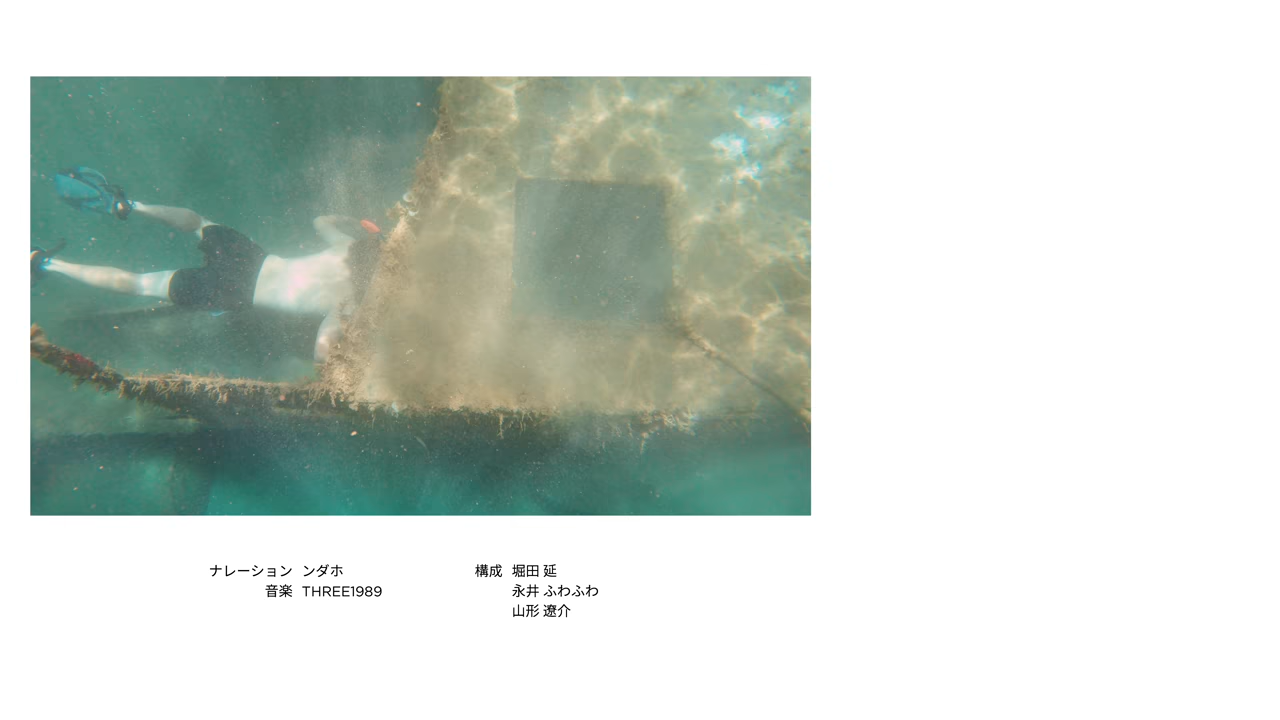 ナレーション ンダホ
音楽 THREE1989
構成 堀田 延
永井 ふわふわ
山形 遼介